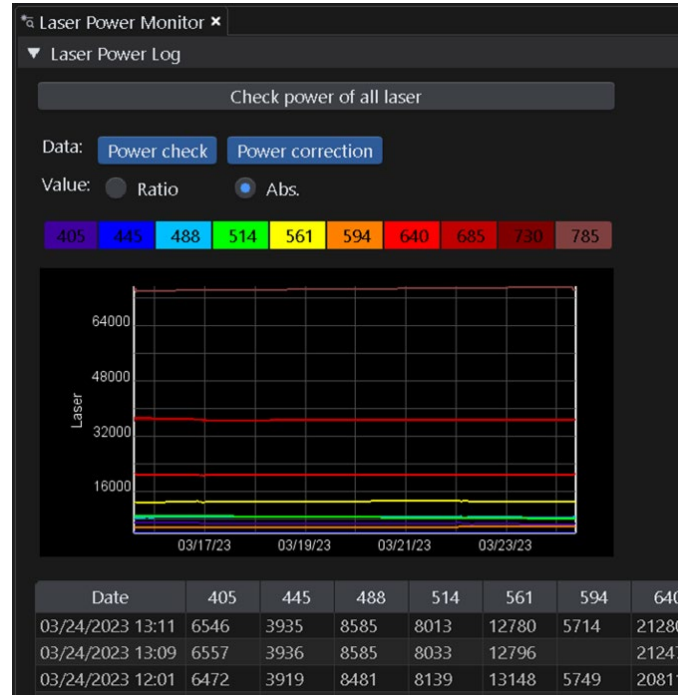 Laser Power Monitor ×
Laser Power Log
Check power of all laser
Data: Power check Power correction
Value: Ratio Abs.
405 445 488 514 561 594 640 685 730 785
64000
48000
32000
16000
Laser
03/17/23 03/19/23 03/21/23 03/23/23
Date 405 445 488 514 561 594 640
03/24/2023 13:11 6546 3935 8585 8013 12780 5714 21280
03/24/2023 13:09 6557 3936 8585 8033 12796 21247
03/24/2023 12:01 6472 3919 8481 8139 13148 5749 20811